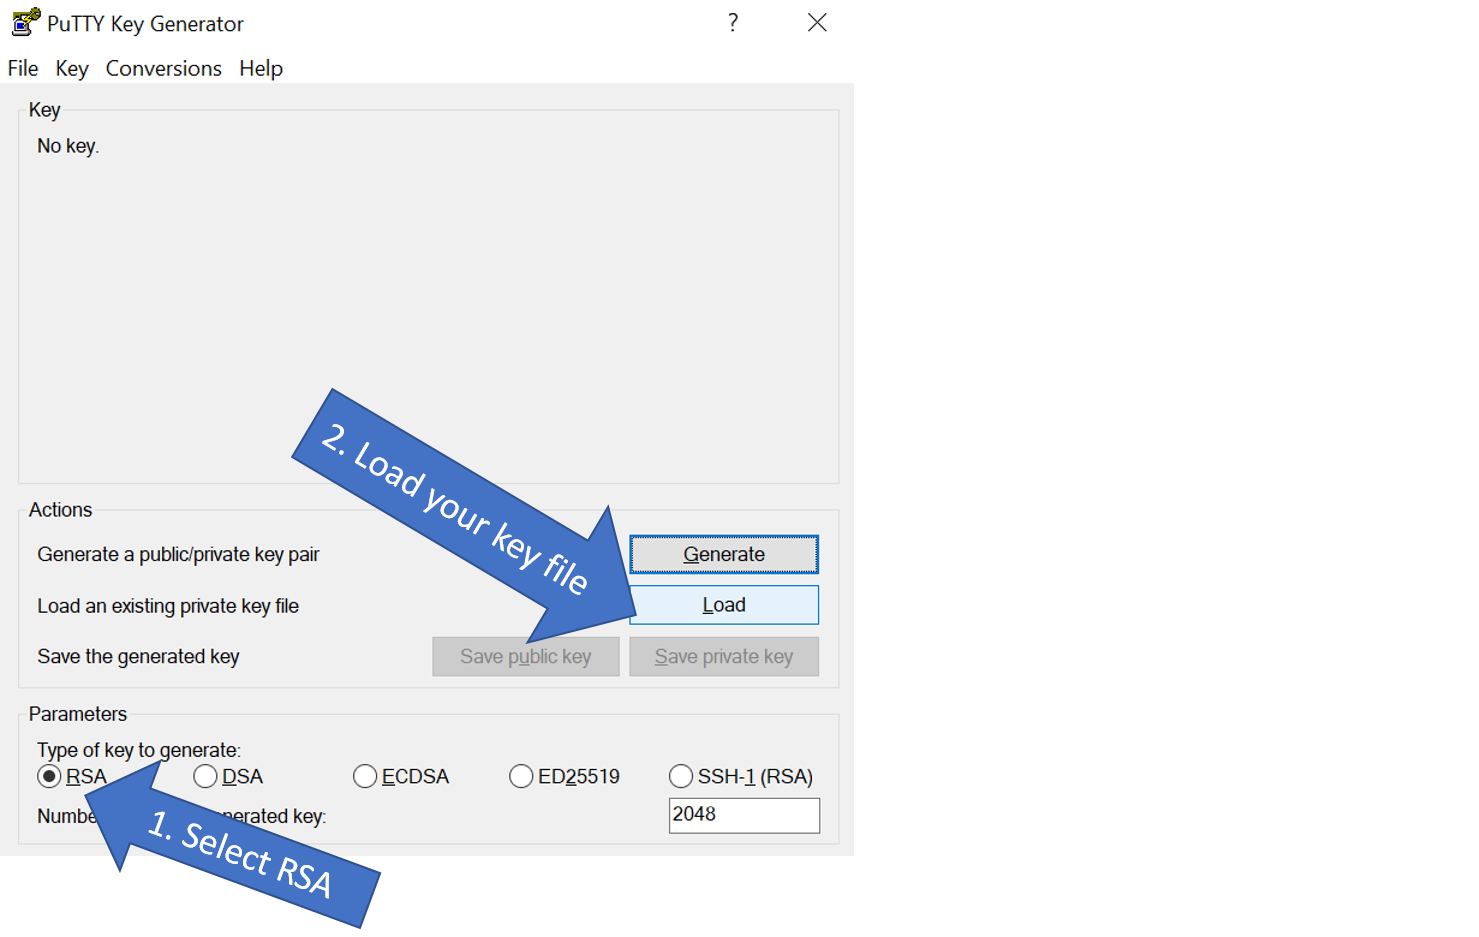 PuTTY Key Generator ?
File Key Conversions Help
Key
No key.
2. Load your key file
Actions
Generate a public/private key pair Generate
Load an existing private key file Load
Save the generated key Save public key Save private key
Parameters
Type of key to generate:
RSA DSA ECDSA ED25519 SSH-1 (RSA)
Numbe nerated key: 2048
1. Select RSA